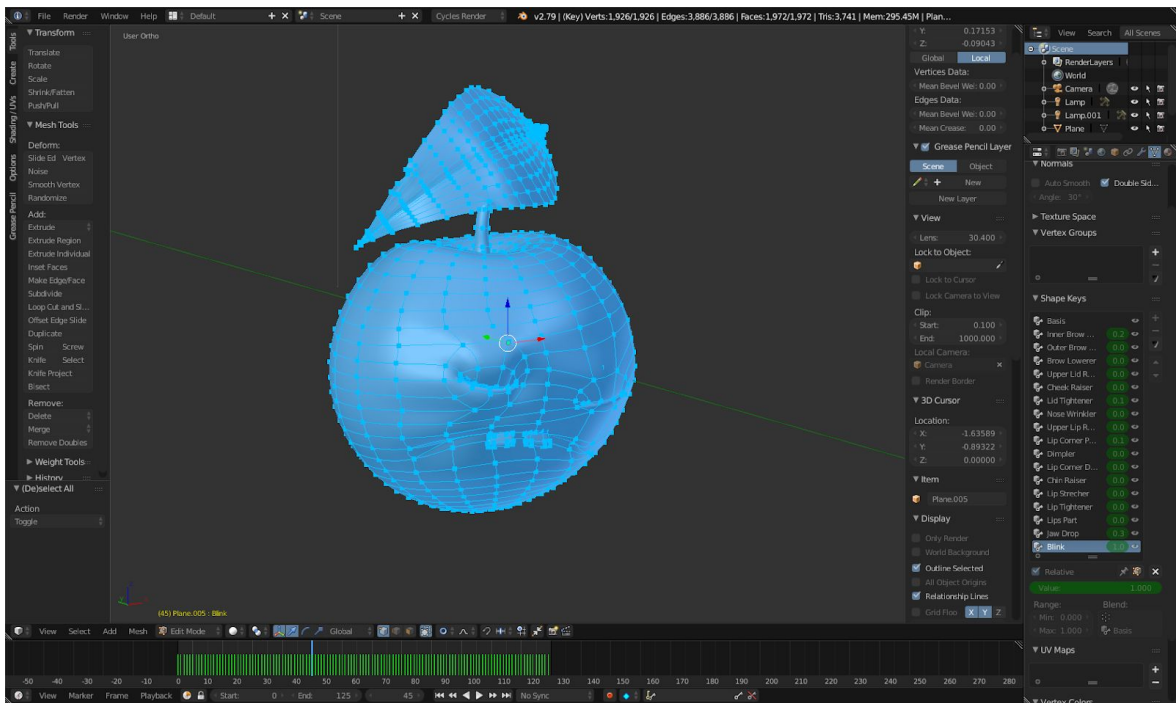 File Render Window Help Default Scene Cycles Render v2.79 | (Key) Verts:1,926/1,926 | Edges:3,886/3,886 | Faces:1,972/1,972 | Tris:3,741 | Mem:295.45M | Plan...
Tools
Create
Shading / UVs
Options
Grease Pencil
Transform
Translate
Rotate
Scale
Shrink/Fatten
Push/Pull
Mesh Tools
Deform:
Slide Ed Vertex
Noise
Smooth Vertex
Randomize
Add:
Extrude
Extrude Region
Extrude Individual
Inset Faces
Make Edge/Face
Subdivide
Loop Cut and Sl...
Offset Edge Slide
Duplicate
Spin Screw
Knife Select
Knife Project
Bisect
Remove:
Delete
Merge
Remove Doubles
Weight Tools
History
(De)select All
Action
Toggle
User Ortho
(45) Plane.005 : Blink
Y: 0.17153
Z: -0.09043
Global Local
Vertices Data:
Mean Bevel Wei: 0.00
Edges Data:
Mean Bevel Wei: 0.00
Mean Crease: 0.00
Grease Pencil Layer
Scene Object
New
New Layer
View
Lens: 30.400
Lock to Object:
Lock to Cursor
Lock Camera to View
Clip:
Start: 0.100
End: 1000.000
Local Camera:
Camera
Render Border
3D Cursor
Location:
X: -1.63589
Y: -0.89322
Z: 0.00000
Item
Plane.005
Display
Only Render
World Background
Outline Selected
All Object Origins
Relationship Lines
Grid Floo X Y Z
View Search All Scenes
Scene
RenderLayers
World
Camera
Lamp
Lamp.001
Plane
Normals
Auto Smooth Double Sid...
Angle: 30°
Texture Space
Vertex Groups
Shape Keys
Basis
Inner Brow ... 0.2
Outer Brow ... 0.0
Brow Lowerer 0.0
Upper Lid R... 0.0
Cheek Raiser 0.0
Lid Tightener 0.1
Nose Wrinkler 0.0
Upper Lip R... 0.0
Lip Corner P... 0.1
Dimpler 0.0
Lip Corner D... 0.0
Chin Raiser 0.0
Lip Strecher 0.0
Lip Tightener 0.0
Lips Part 0.0
Jaw Drop 0.3
Blink 1.0
Relative
Value: 1.000
Range: Blend:
Min: 0.000
Max: 1.000 Basis
UV Maps
Vertex Colors
View Select Add Mesh Edit Mode Global
-50 -40 -30 -20 -10 0 10 20 30 40 50 60 70 80 90 100 110 120 130 140 150 160 170 180 190 200 210 220 230 240 250 260 270 280
View Marker Frame Playback Start: 0 End: 125 45 No Sync